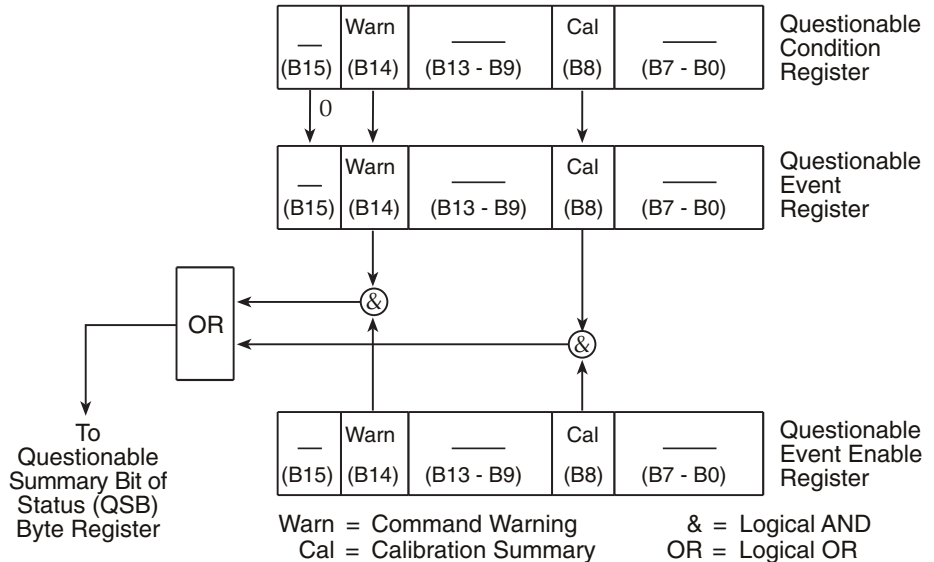 Warn Cal
(B15) (B14) (B13 - B9) (B8) (B7 - B0)
Questionable
Condition
Register
0
Warn Cal
(B15) (B14) (B13 - B9) (B8) (B7 - B0)
Questionable
Event
Register
&
OR
&
To
Questionable
Summary Bit of
Status (QSB)
Byte Register
Warn Cal
(B15) (B14) (B13 - B9) (B8) (B7 - B0)
Questionable
Event Enable
Register
Warn = Command Warning
Cal = Calibration Summary
& = Logical AND
OR = Logical OR